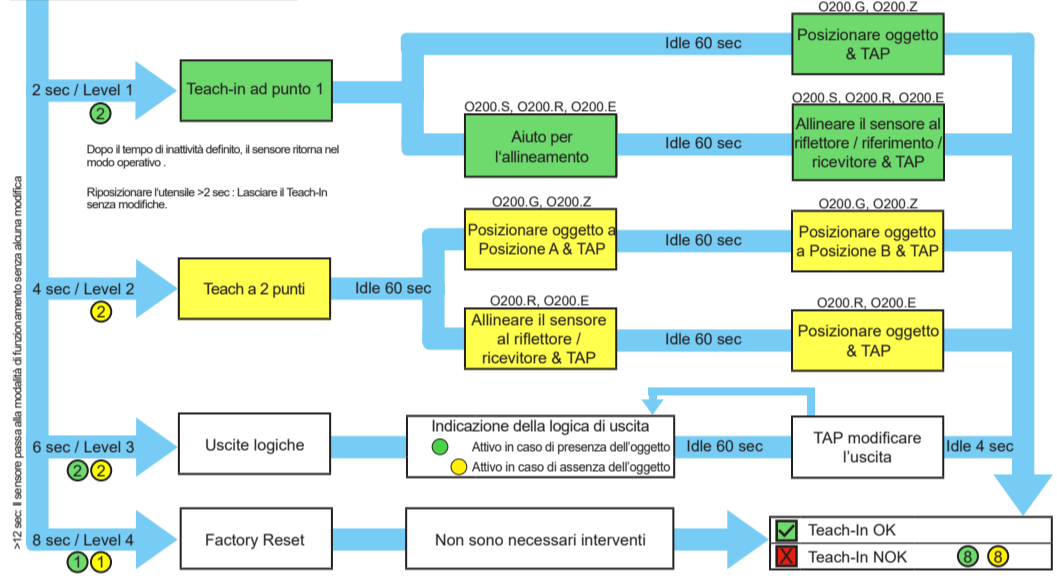 O200.G, O200.Z
Idle 60 sec
Posizionare oggetto
& TAP
2 sec / Level 1
2
Teach-in ad punto 1
O200.S, O200.R, O200.E
Aiuto per
l'allineamento
Idle 60 sec
O200.S, O200.R, O200.E
Allineare il sensore al
riflettore / riferimento /
ricevitore & TAP
Dopo il tempo di inattività definito, il sensore ritorna nel
modo operativo .
Riposizionare l'utensile >2 sec : Lasciare il Teach-In
senza modifiche.
>12 sec: Il sensore passa alla modalità di funzionamento senza alcuna modifica
4 sec / Level 2
2
Teach a 2 punti
Idle 60 sec
O200.G, O200.Z
Posizionare oggetto a
Posizione A & TAP
Idle 60 sec
O200.G, O200.Z
Posizionare oggetto
a Posizione B & TAP
O200.R, O200.E
Allineare il sensore
al riflettore /
ricevitore & TAP
Idle 60 sec
O200.R, O200.E
Posizionare oggetto
& TAP
6 sec / Level 3
2 2
Uscite logiche
Indicazione della logica di uscita
Attivo in caso di presenza dell'oggetto
Attivo in caso di assenza dell'oggetto
Idle 60 sec
TAP modificare
l'uscita
Idle 4 sec
8 sec / Level 4
1 1
Factory Reset
Non sono necessari interventi
Teach-In OK
Teach-In NOK 8 8